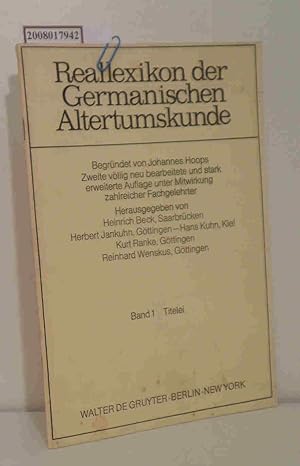 2008017942
Reallexikon der
Germanischen
Altertumskunde
Begründet von Johannes Hoops
Zweite völlig neu bearbeitete und stark
erweiterte Auflage unter Mitwirkung
zahlreicher Fachgelehrter
Herausgegeben von
Heinrich Beck, Saarbrücken
Herbert Jankuhn, Göttingen — Hans Kuhn, Kiel
Kurt Ranke, Göttingen
Reinhard Wenskus, Göttingen
Band 1 Titelei
WALTER DE GRUYTER · BERLIN · NEW YORK